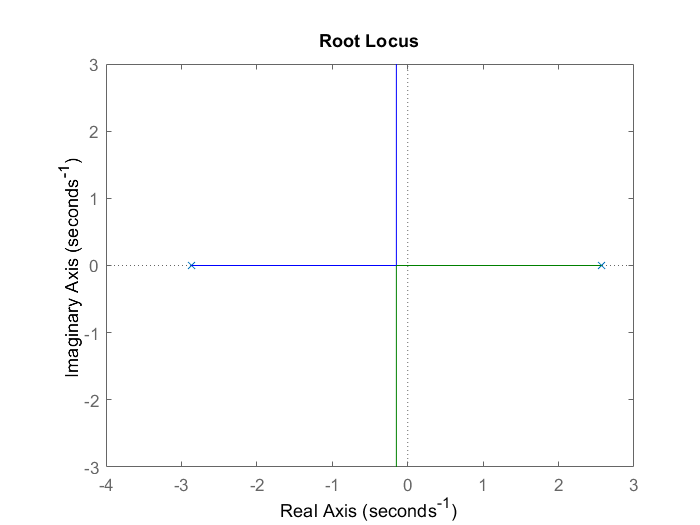 Root Locus
3
2
1
0
-1
-2
-3
Imaginary Axis (seconds⁻¹)
-4 -3 -2 -1 0 1 2 3
Real Axis (seconds⁻¹)